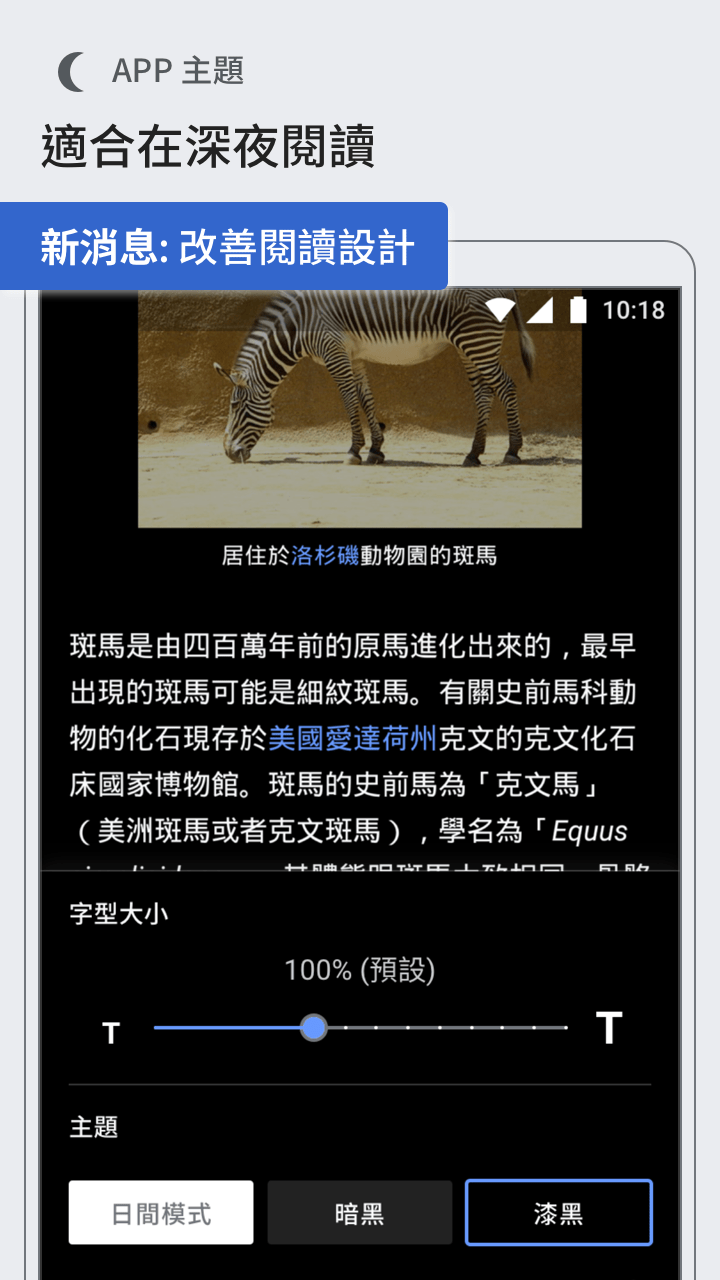 APP 主題
適合在深夜閱讀
新消息: 改善閱讀設計
10:18
居住於洛杉磯動物園的斑馬
斑馬是由四百萬年前的原馬進化出來的，最早
出現的斑馬可能是細紋斑馬。有關史前馬科動
物的化石現存於美國愛達荷州克文的克文化石
床國家博物館。斑馬的史前馬為「克文馬」
（美洲斑馬或者克文斑馬），學名為「Equus
字型大小
100% (預設)
T
T
主題
日間模式
暗黑
漆黑